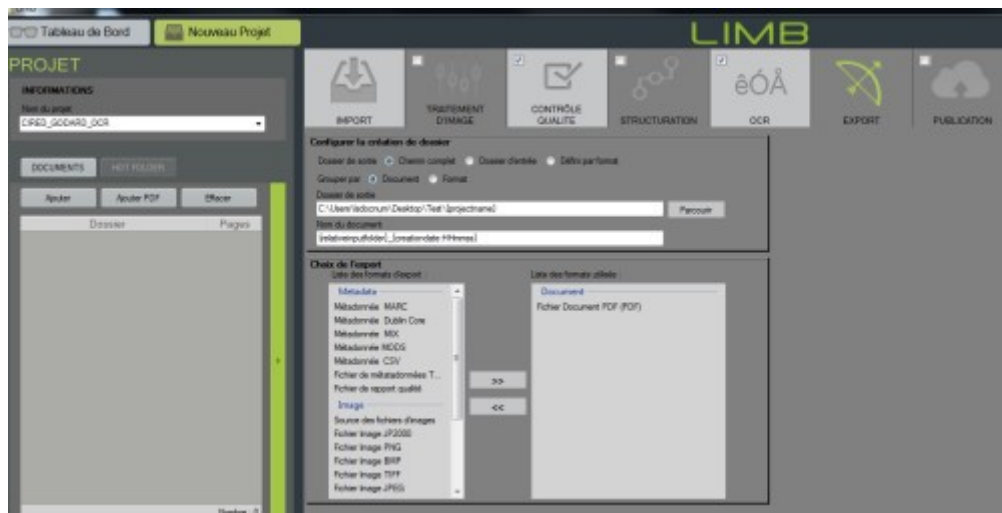 Tableau de Bord
Nouveau Projet
LIMB
PROJET
INFORMATIONS
Nom du projet
CIRED_GODARD_OCR
DOCUMENTS
HOT FOLDER
Ajouter
Ajouter PDF
Effacer
Dossier
Pages
IMPORT
TRAITEMENT
D'IMAGE
CONTRÔLE
QUALITE
STRUCTURATION
êÓÅ
OCR
EXPORT
PUBLICATION
Configurer la création de dossier
Dossier de sortie
Chemin complet
Dossier d'entrée
Défini par format
Grouper par
Document
Format
Dossier de sortie
Parcourir
Nom du document
Choix de l'export
Liste des formats d'export
Metadata
Métadonnée MARC
Métadonnée Dublin Core
Métadonnée MIX
Métadonnée MODS
Métadonnée CSV
Fichier de métatadonnées T...
Fichier de rapport qualité
Image
Source des fichiers d'images
Fichier Image JP2000
Fichier Image PNG
Fichier Image BMP
Fichier Image TIFF
Fichier Image JPEG
>>
<<
Liste des formats utilisés
Document
Fichier Document PDF (PDF)